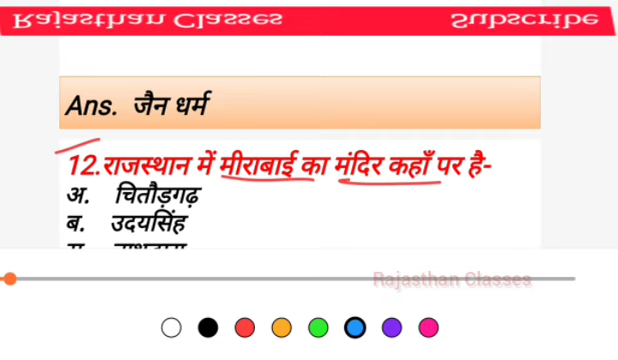 Rajasthan Classes Subscribe
Ans. जैन धर्म
12.राजस्थान में मीराबाई का मंदिर कहाँ पर है-
अ. चितौड़गढ़
ब. उदयसिंह
Rajasthan Classes